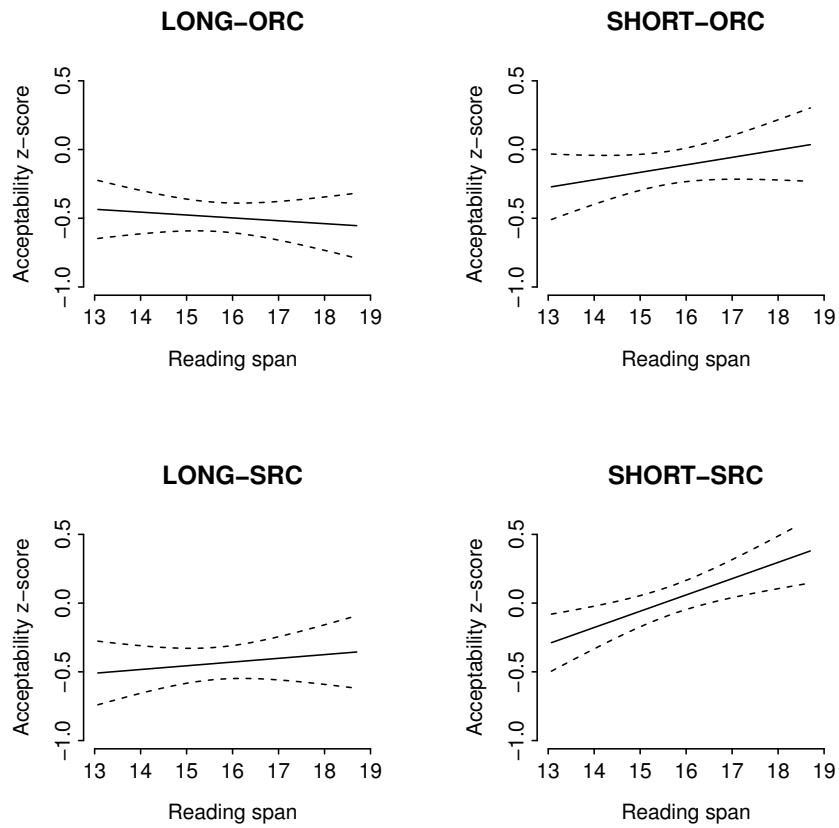 LONG−ORC
Acceptability z−score
0.5
0.0
−0.5
−1.0
13 14 15 16 17 18 19
Reading span
SHORT−ORC
Acceptability z−score
0.5
0.0
−0.5
−1.0
13 14 15 16 17 18 19
Reading span
LONG−SRC
Acceptability z−score
0.5
0.0
−0.5
−1.0
13 14 15 16 17 18 19
Reading span
SHORT−SRC
Acceptability z−score
0.5
0.0
−0.5
−1.0
13 14 15 16 17 18 19
Reading span